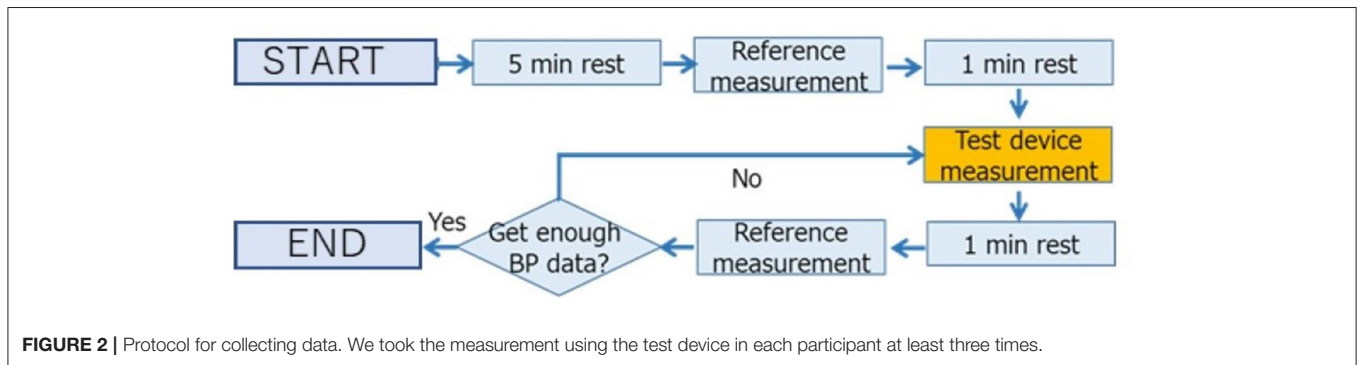 START
5 min rest
Reference
measurement
1 min rest
Test device
measurement
No
1 min rest
Reference
measurement
Get enough
BP data?
Yes
END
FIGURE 2 | Protocol for collecting data. We took the measurement using the test device in each participant at least three times.